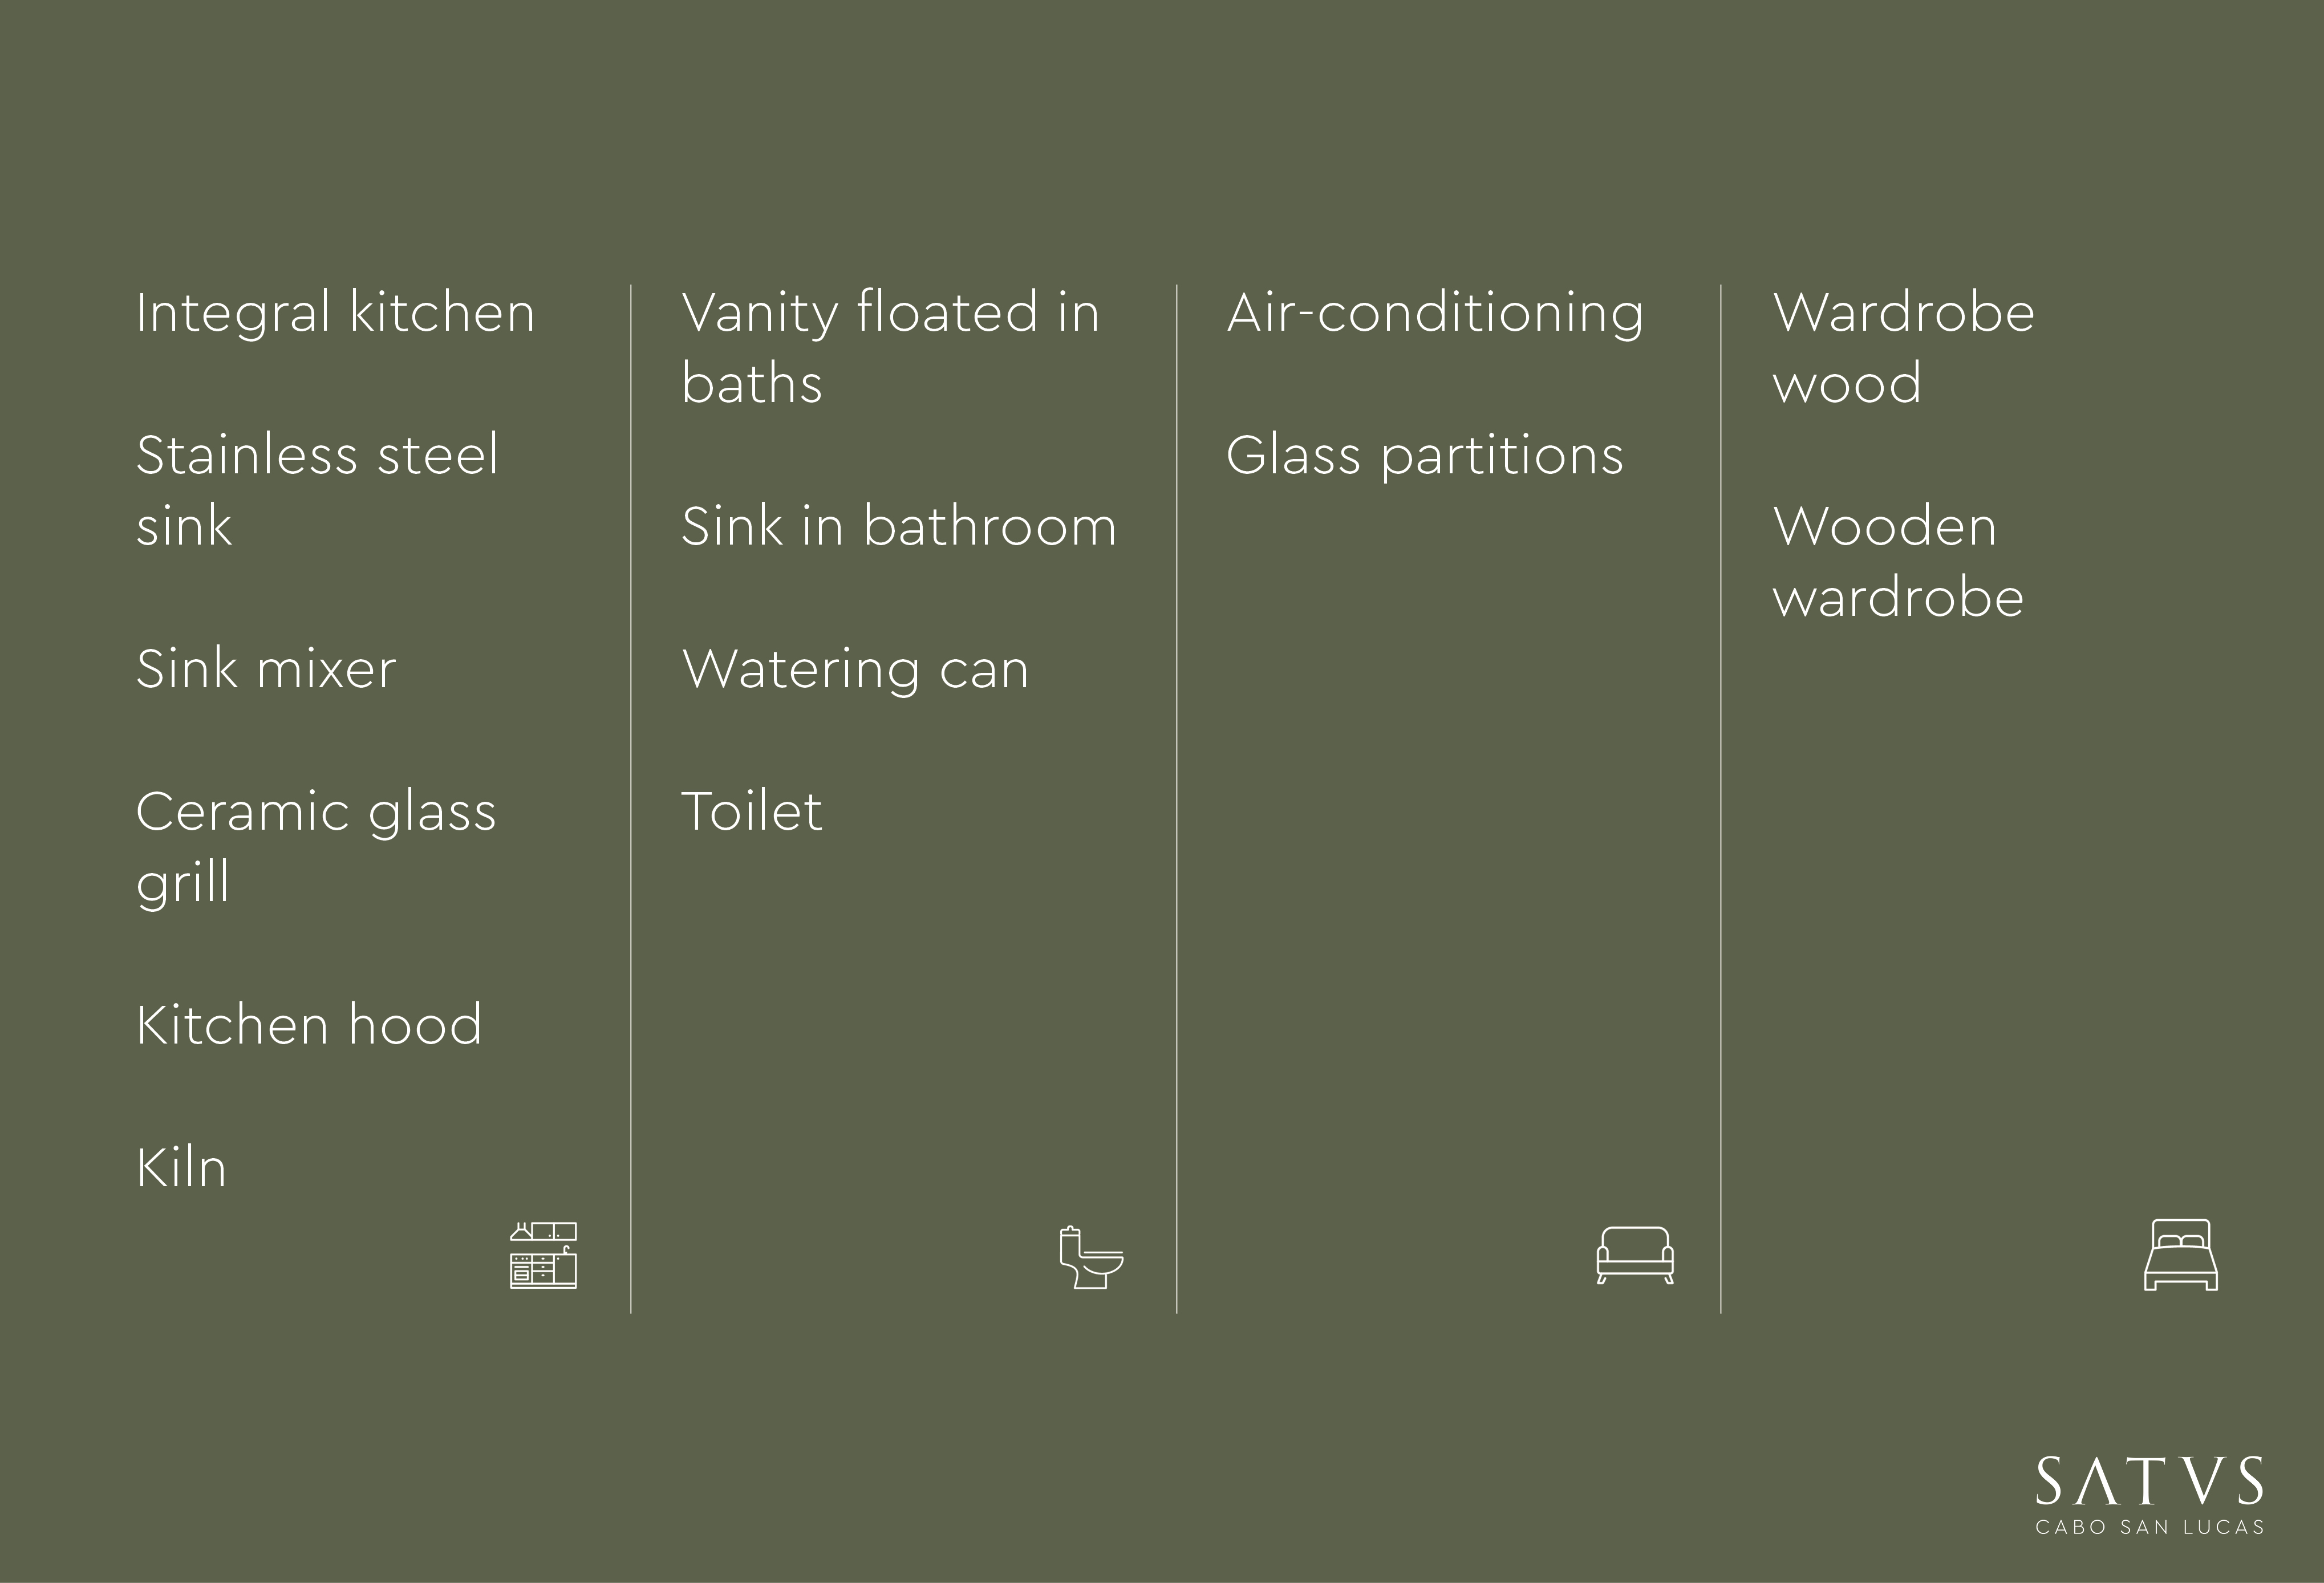 Integral kitchen
Stainless steel
sink
Sink mixer
Ceramic glass
grill
Kitchen hood
Kiln
Vanity floated in
baths
Sink in bathroom
Watering can
Toilet
Air-conditioning
Glass partitions
Wardrobe
wood
Wooden
wardrobe
SATVS
CABO SAN LUCAS